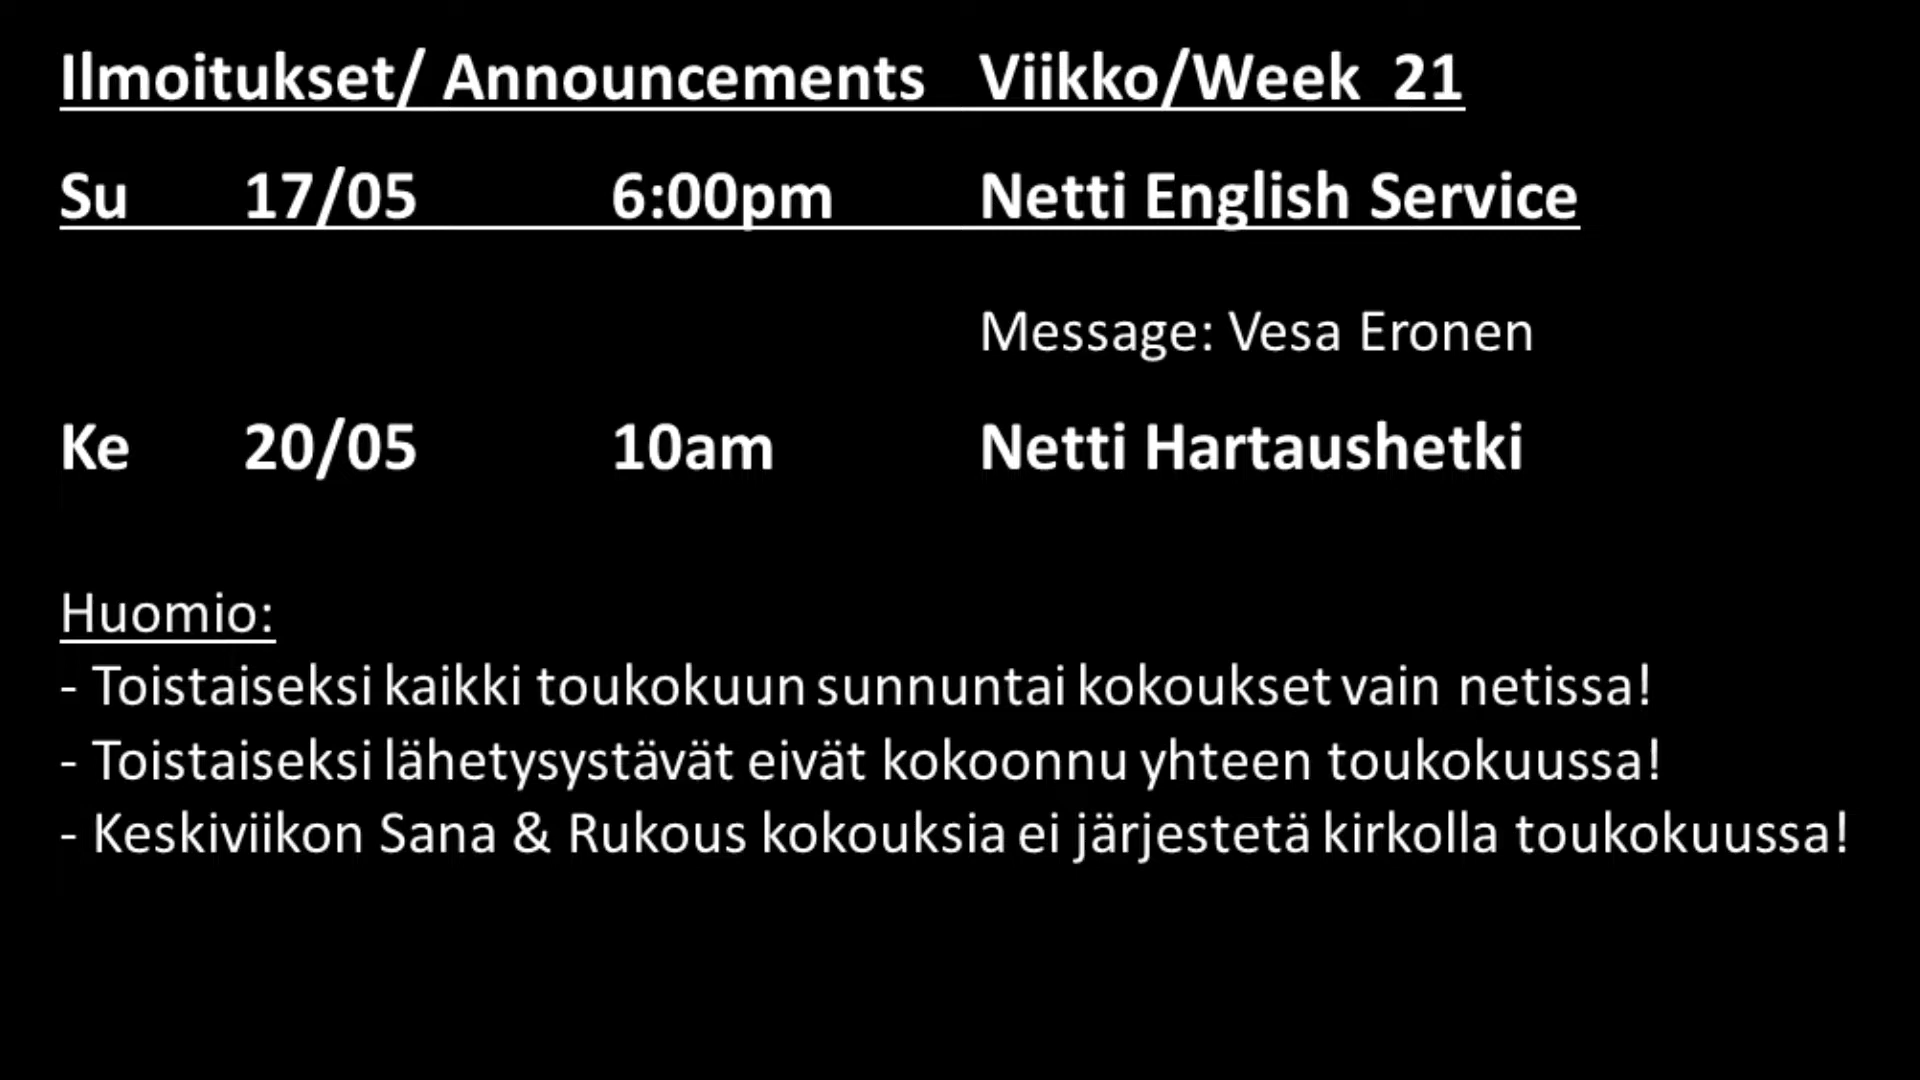 Ilmoitukset/ Announcements Viikko/Week 21
Su 17/05 6:00pm Netti English Service
Message: Vesa Eronen
Ke 20/05 10am Netti Hartaushetki
Huomio:
- Toistaiseksi kaikki toukokuun sunnuntai kokoukset vain netissa!
- Toistaiseksi lähetysystävät eivät kokoonnu yhteen toukokuussa!
- Keskiviikon Sana & Rukous kokouksia ei järjestetä kirkolla toukokuussa!